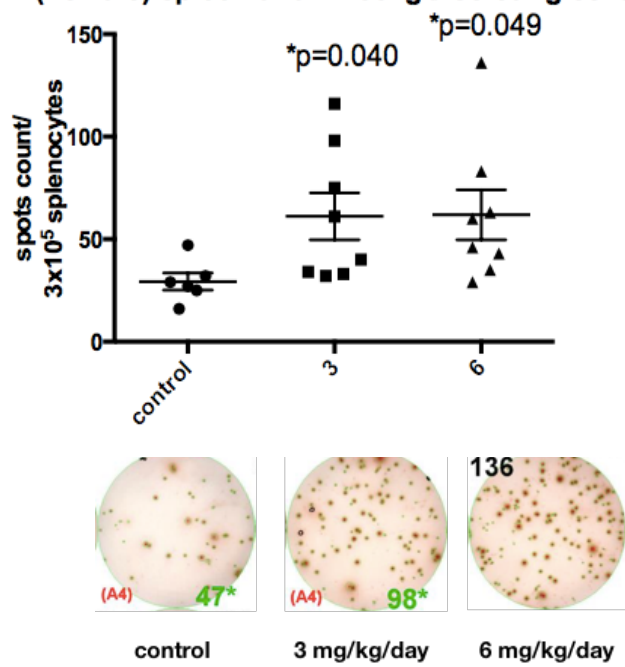 *p=0.049
*p=0.040
150
100
50
0
spots count/
3x10⁵ splenocytes
control
3
6
136
(A4)
47*
(A4)
98*
control
3 mg/kg/day
6 mg/kg/day